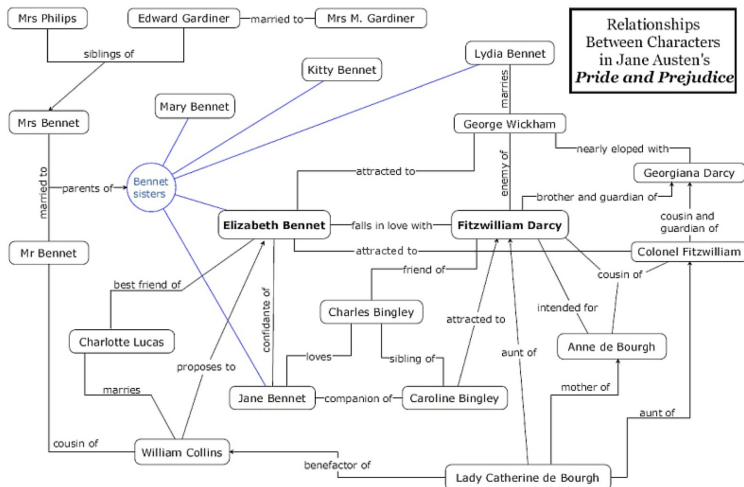 Mrs Philips
Edward Gardiner
married to
Mrs M. Gardiner
Relationships
Between Characters
in Jane Austen's
Pride and Prejudice
siblings of
Lydia Bennet
Kitty Bennet
Mary Bennet
marries
Mrs Bennet
George Wickham
nearly eloped with
attracted to
enemy of
Georgiana Darcy
married to
parents of
Bennet
sisters
brother and guardian of
Elizabeth Bennet
falls in love with
Fitzwilliam Darcy
cousin and
guardian of
Mr Bennet
attracted to
Colonel Fitzwilliam
friend of
cousin of
best friend of
confidante of
Charles Bingley
intended for
attracted to
Charlotte Lucas
Anne de Bourgh
proposes to
loves
sibling of
aunt of
marries
Jane Bennet
companion of
Caroline Bingley
mother of
aunt of
cousin of
William Collins
benefactor of
Lady Catherine de Bourgh